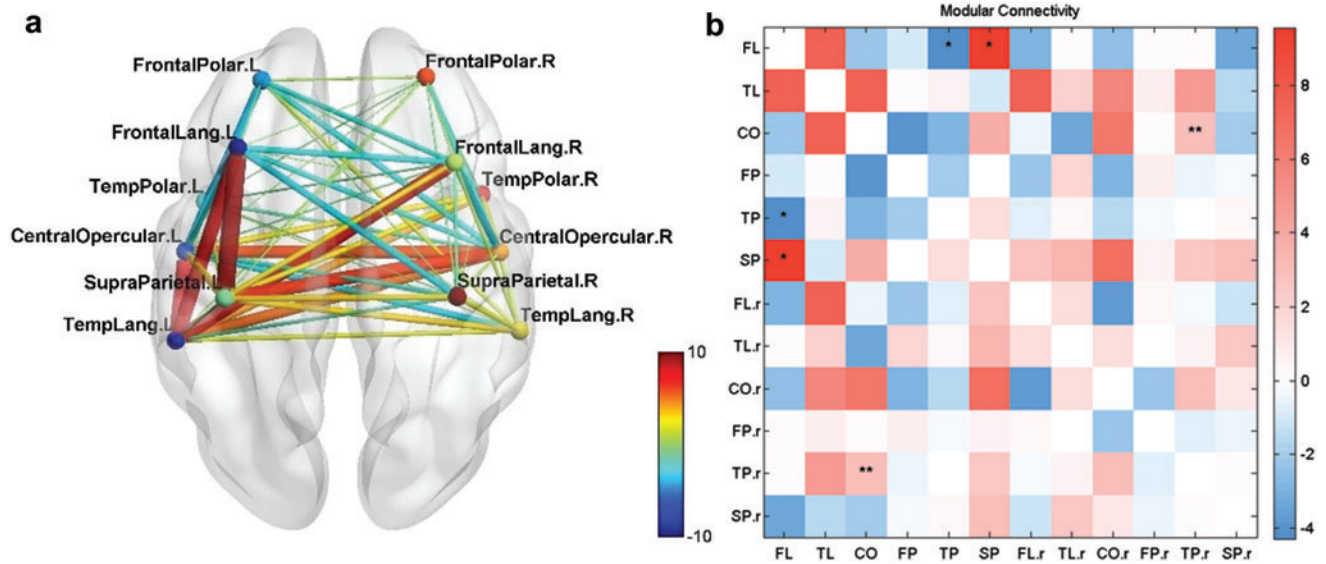 a
FrontalPolar.L
FrontalPolar.R
FrontalLang.L
FrontalLang.R
TempPolar.L
TempPolar.R
CentralOpercular.L
CentralOpercular.R
SupraParietal.L
SupraParietal.R
TempLang.L
TempLang.R
10
-10
b
Modular Connectivity
FL
TL
CO
FP
TP
SP
FL.r
TL.r
CO.r
FP.r
TP.r
SP.r
* *
**
*
*
**
FL TL CO FP TP SP FL.r TL.r CO.r FP.r TP.r SP.r
8
6
4
2
0
-2
-4